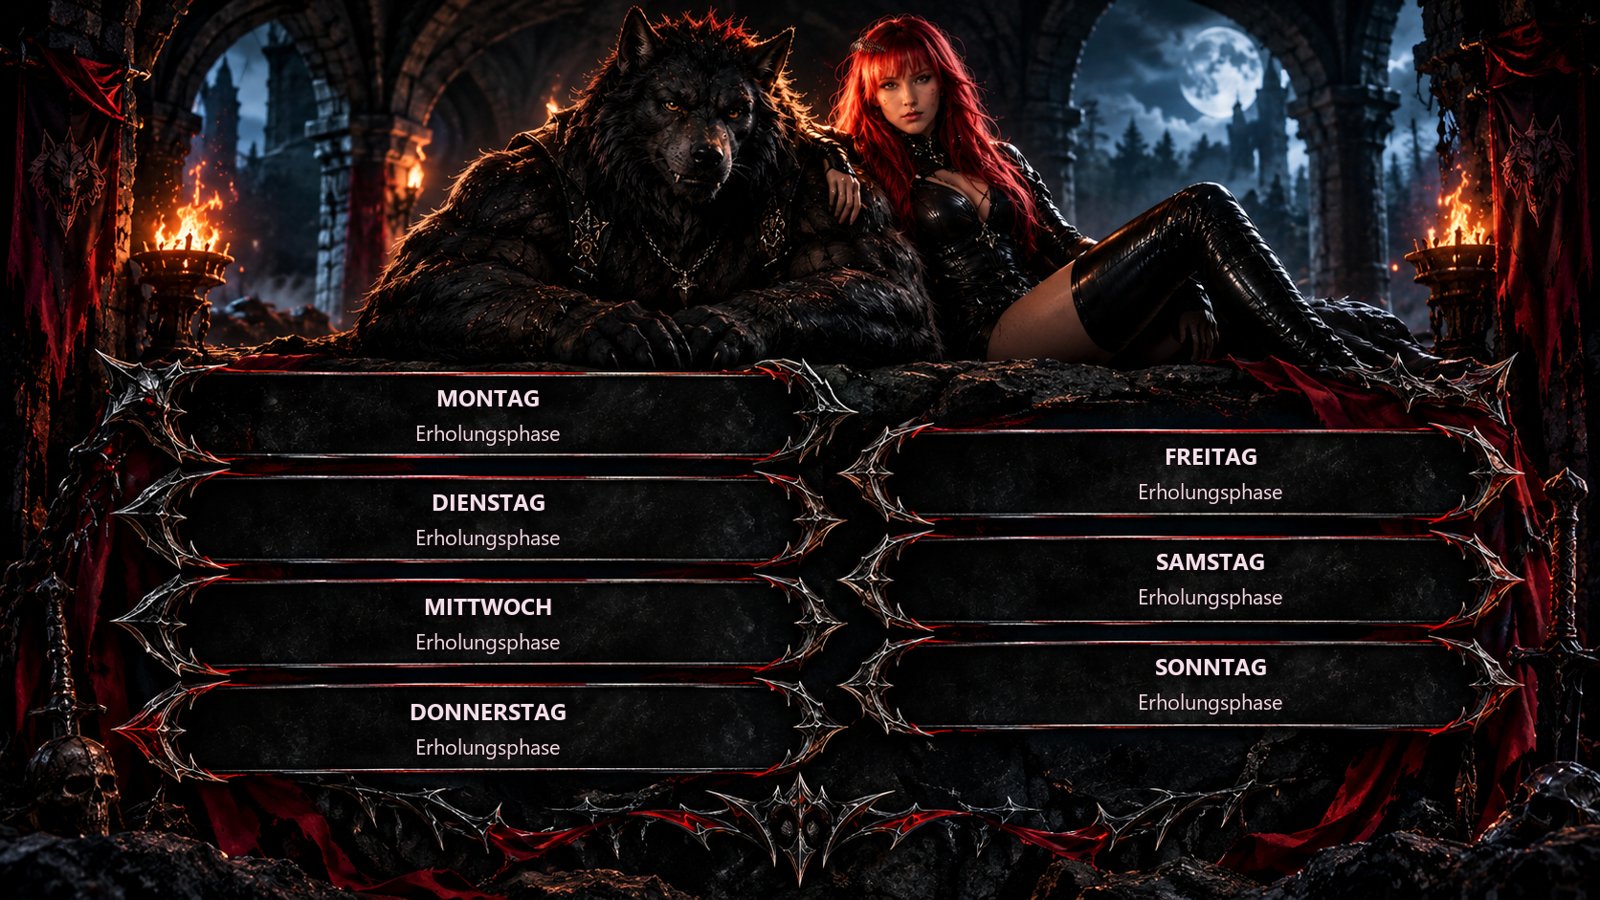 MONTAG
Erholungsphase
DIENSTAG
Erholungsphase
MITTWOCH
Erholungsphase
DONNERSTAG
Erholungsphase
FREITAG
Erholungsphase
SAMSTAG
Erholungsphase
SONNTAG
Erholungsphase